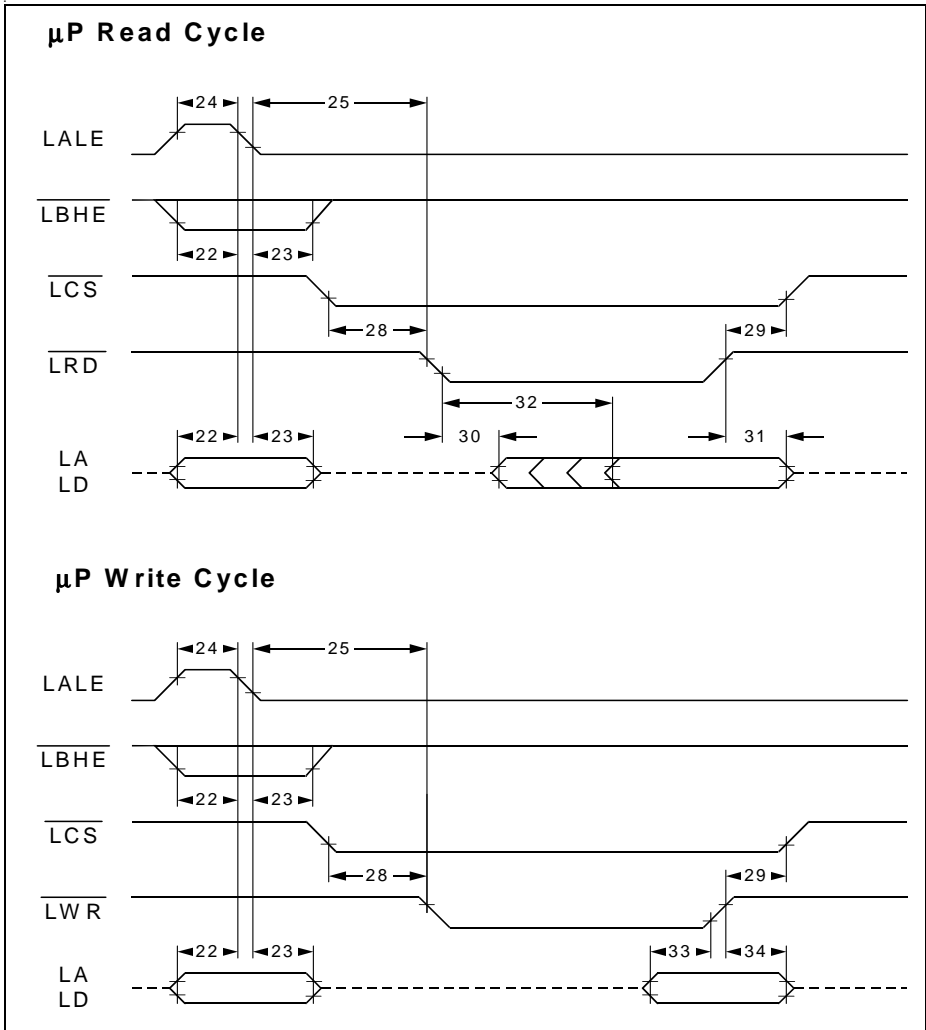 µP Read Cycle
24 25
LALE
LBHE
22 23
LCS
28 29
LRD
32
22 23 30 31
LA
LD
µP Write Cycle
24 25
LALE
LBHE
22 23
LCS
28 29
LWR
22 23 33 34
LA
LD